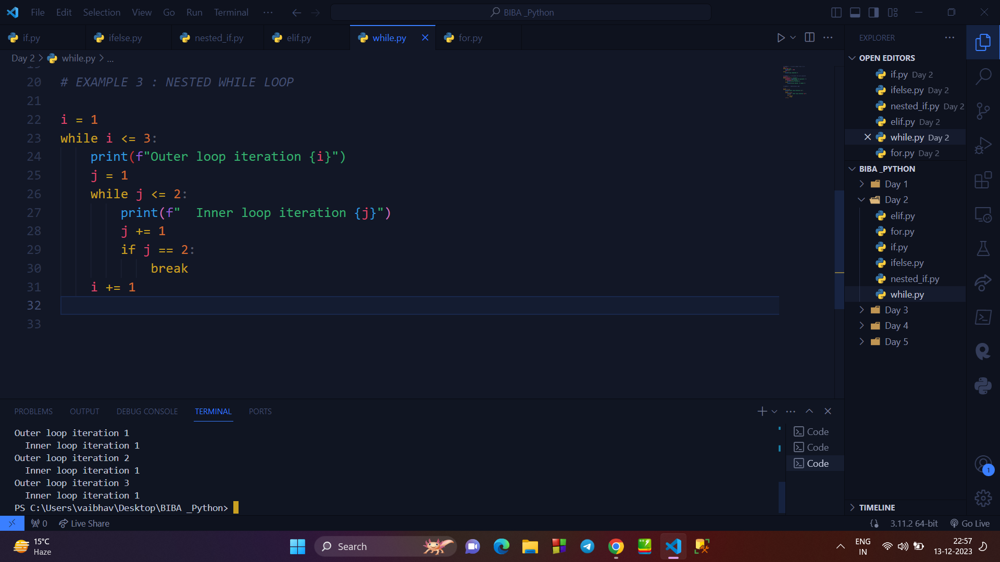 File Edit Selection View Go Run Terminal ··· BIBA _Python
if.py ifelse.py nested_if.py elif.py while.py for.py
Day 2 > while.py > ...
20 # EXAMPLE 3 : NESTED WHILE LOOP
21
22 i = 1
23 while i <= 3:
24 print(f"Outer loop iteration {i}")
25 j = 1
26 while j <= 2:
27 print(f"  Inner loop iteration {j}")
28 j += 1
29 if j == 2:
30 break
31 i += 1
32
33
EXPLORER
OPEN EDITORS
if.py Day 2
ifelse.py Day 2
nested_if.py Day 2
elif.py Day 2
while.py Day 2
for.py Day 2
BIBA _PYTHON
Day 1
Day 2
elif.py
for.py
if.py
ifelse.py
nested_if.py
while.py
Day 3
Day 4
Day 5
TIMELINE
PROBLEMS OUTPUT DEBUG CONSOLE TERMINAL PORTS
Outer loop iteration 1
  Inner loop iteration 1
Outer loop iteration 2
  Inner loop iteration 1
Outer loop iteration 3
  Inner loop iteration 1
PS C:\Users\vaibhav\Desktop\BIBA _Python>
Code
Code
Code
1
0 Live Share 3.11.2 64-bit Go Live
15°C
Haze
Search
ENG
IN
22:57
13-12-2023